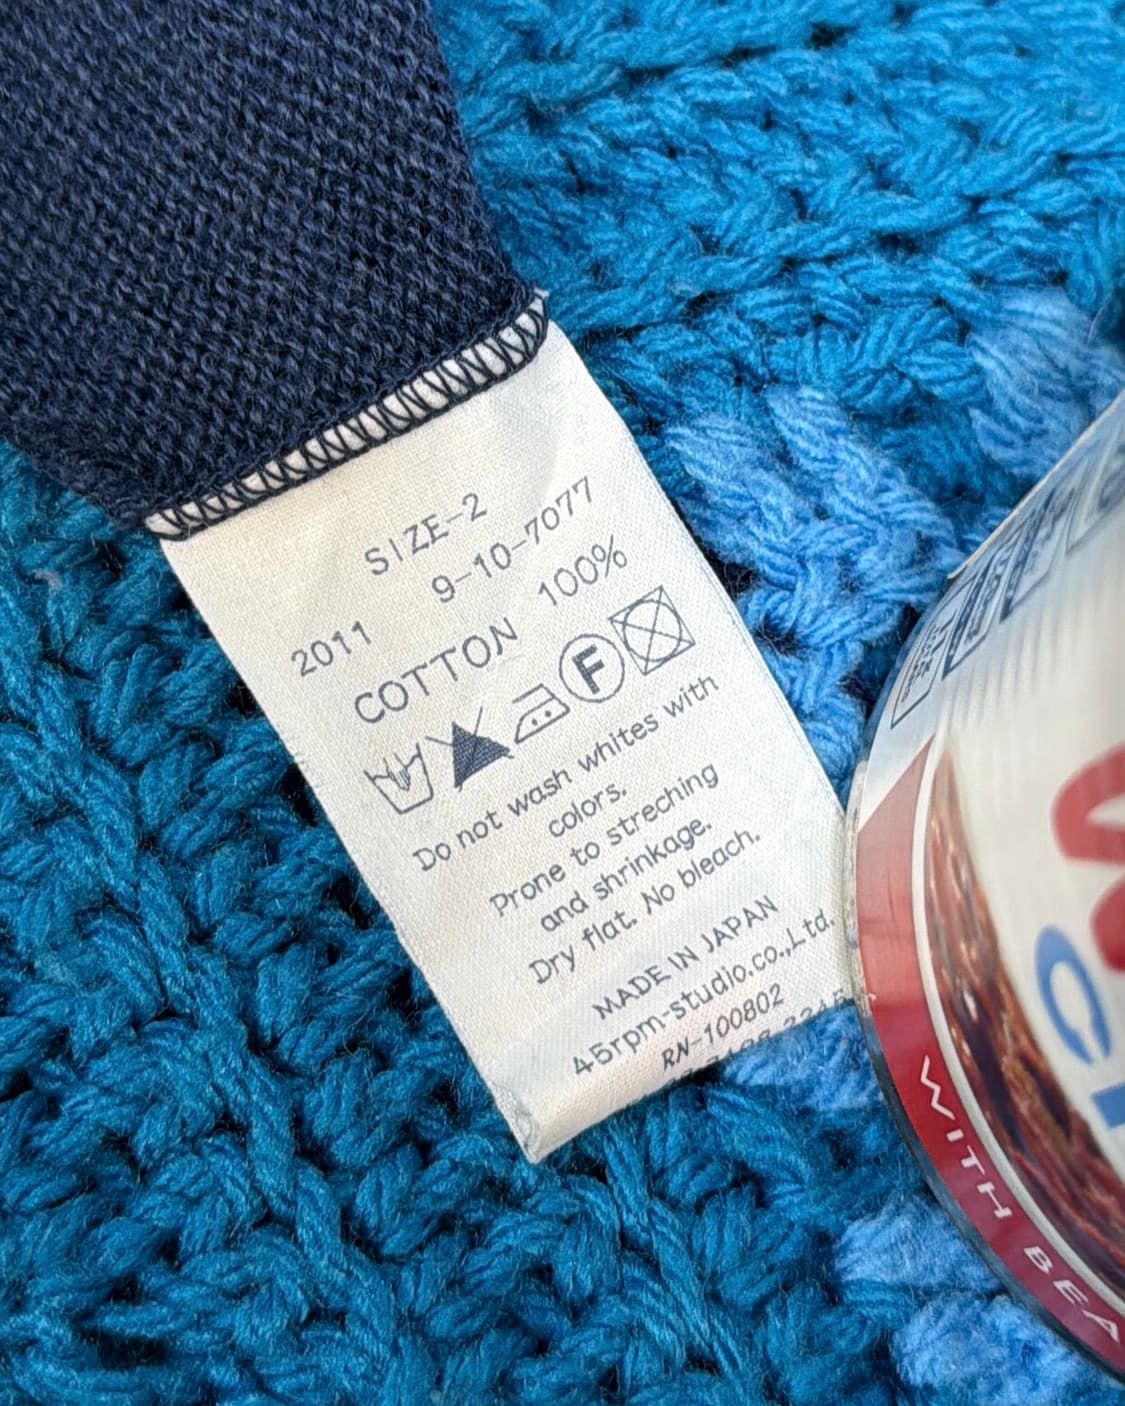 SIZE-2
9-10-7077
2011
COTTON 100%
F
Do not wash whites with
colors.
Prone to streching
and shrinkage.
Dry flat. No bleach.
MADE IN JAPAN
45rpm-studio.co.,Ltd.
RN-100802
WITH